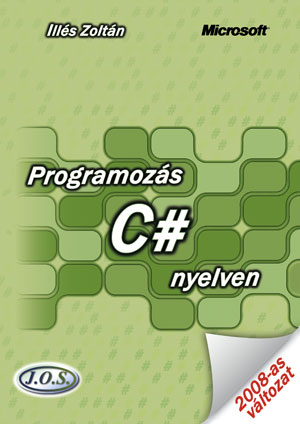 Illés Zoltán
Microsoft
Programozás
C#
nyelven
J.O.S.
2008-as
változat